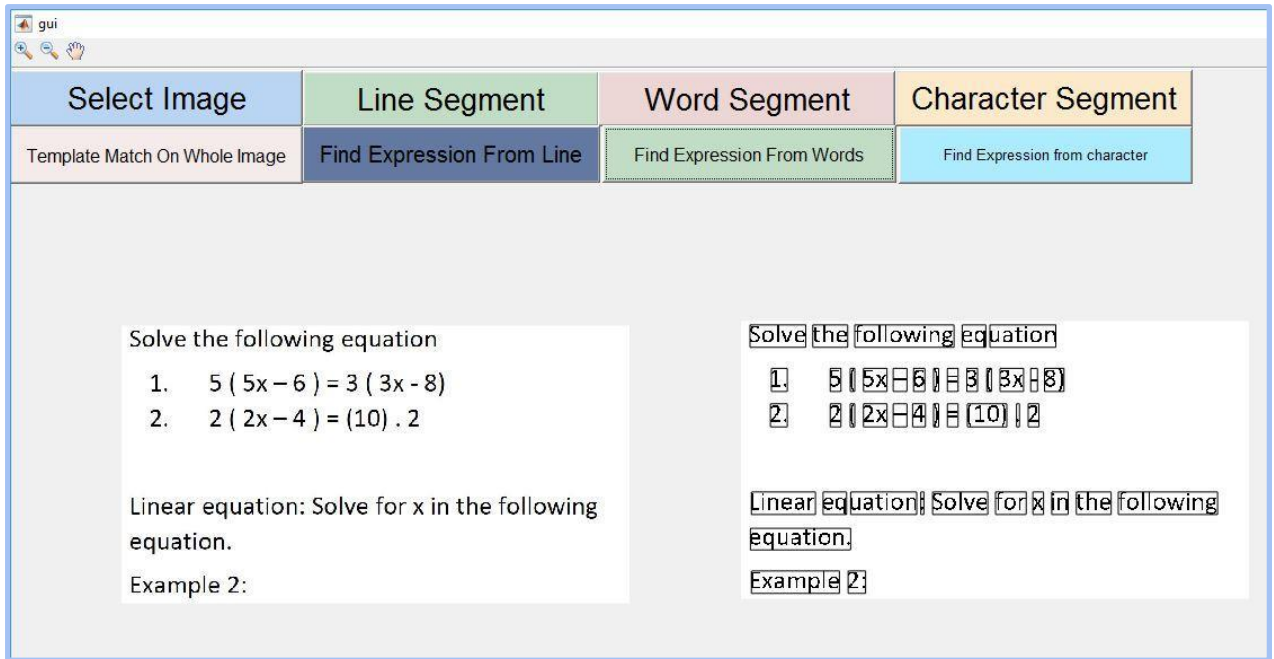 gui
Select Image Line Segment Word Segment Character Segment
Template Match On Whole Image Find Expression From Line Find Expression From Words Find Expression from character
Solve the following equation
1. 5 ( 5x – 6 ) = 3 ( 3x - 8)
2. 2 ( 2x – 4 ) = (10) . 2
Linear equation: Solve for x in the following
equation.
Example 2:
Solve the following equation
1. 5 ( 5x – 6 ) = 3 ( 3x - 8)
2. 2 ( 2x – 4 ) = (10) . 2
Linear equation: Solve for x in the following
equation.
Example 2: